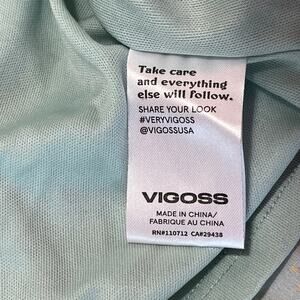 Take care
and everything
else will follow.
SHARE YOUR LOOK
#VERYVIGOSS
@VIGOSSUSA
VIGOSS
MADE IN CHINA/
FABRIQUE AU CHINA
RN#110712 CA#29438